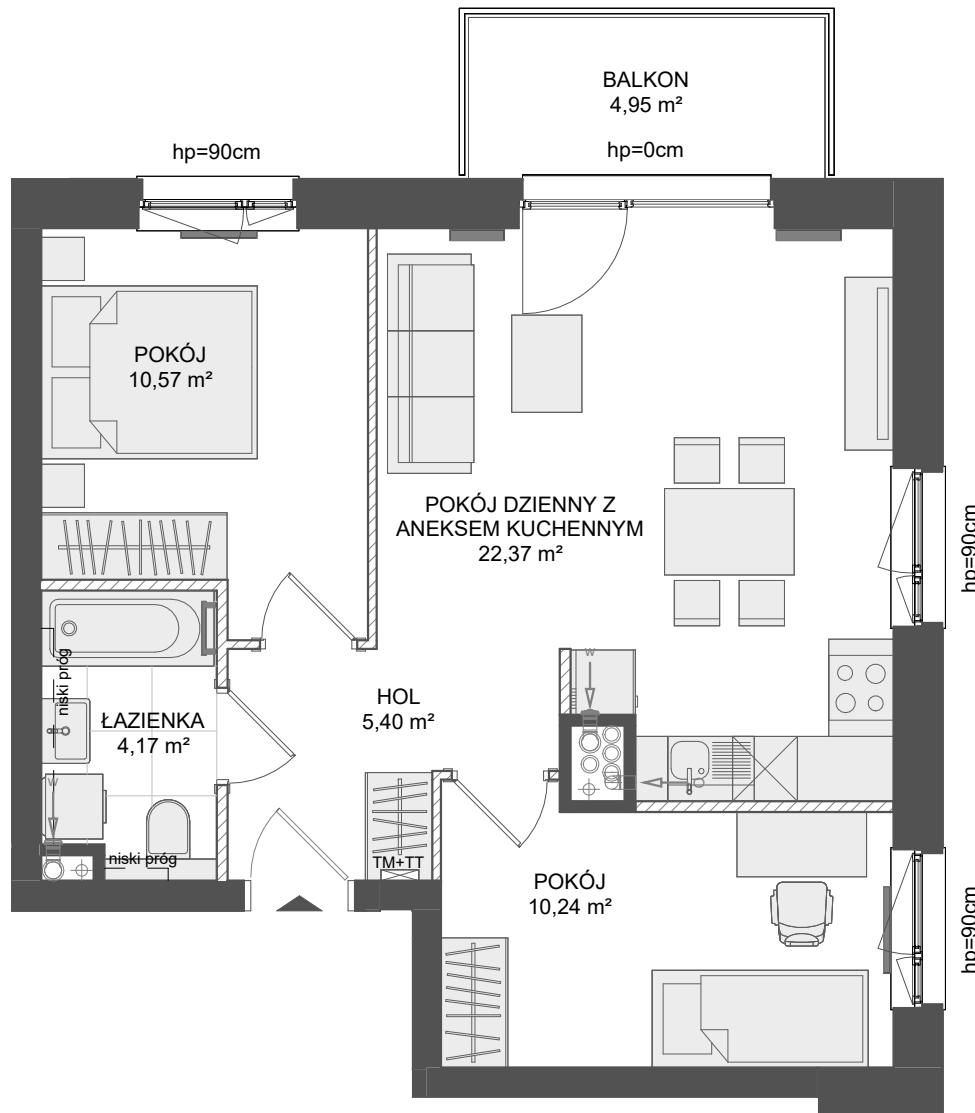 BALKON
4,95 m²
hp=90cm
hp=0cm
POKÓJ
10,57 m²
POKÓJ DZIENNY Z
ANEKSEM KUCHENNYM
22,37 m²
hp=90cm
niski próg
W
HOL
5,40 m²
ŁAZIENKA
4,17 m²
W
niski próg
TM+TT
POKÓJ
10,24 m²
hp=90cm